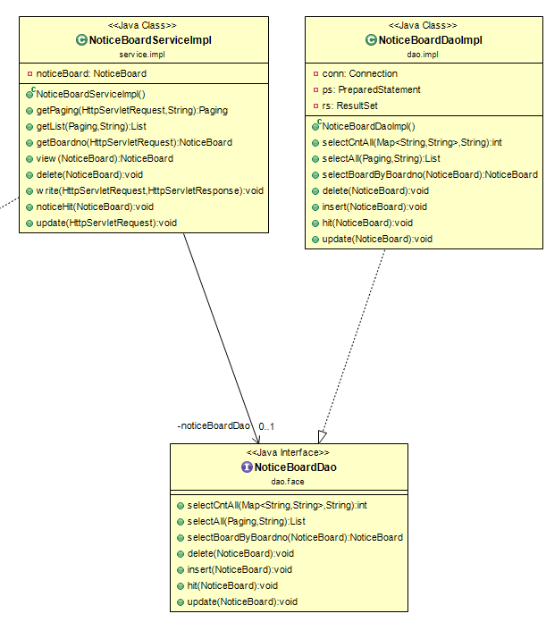 <<Java Class>>
NoticeBoardServiceImpl
service.impl
noticeBoard: NoticeBoard
NoticeBoardServiceImpl()
getPaging(HttpServletRequest,String):Paging
getList(Paging,String):List
getBoardno(HttpServletRequest):NoticeBoard
view(NoticeBoard):NoticeBoard
delete(NoticeBoard):void
write(HttpServletRequest,HttpServletResponse):void
noticeHit(NoticeBoard):void
update(HttpServletRequest):void
<<Java Class>>
NoticeBoardDaoImpl
dao.impl
conn: Connection
ps: PreparedStatement
rs: ResultSet
NoticeBoardDaoImpl()
selectCntAll(Map<String,String>,String):int
selectAll(Paging,String):List
selectBoardByBoardno(NoticeBoard):NoticeBoard
delete(NoticeBoard):void
insert(NoticeBoard):void
hit(NoticeBoard):void
update(NoticeBoard):void
-noticeBoardDao 0..1
<<Java Interface>>
NoticeBoardDao
dao.face
selectCntAll(Map<String,String>,String):int
selectAll(Paging,String):List
selectBoardByBoardno(NoticeBoard):NoticeBoard
delete(NoticeBoard):void
insert(NoticeBoard):void
hit(NoticeBoard):void
update(NoticeBoard):void